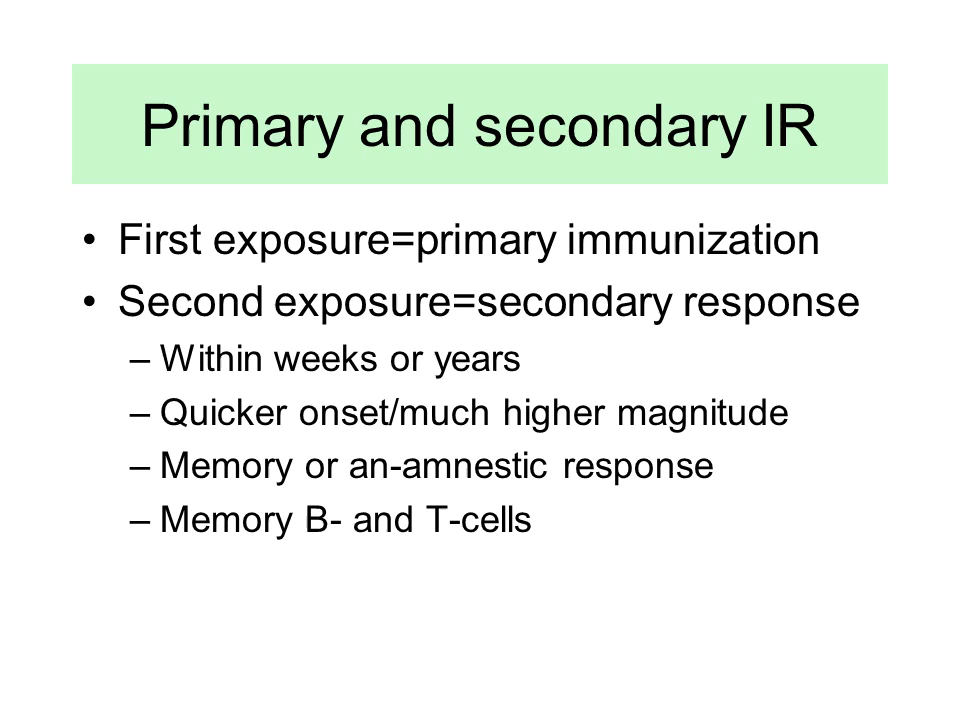 Primary and secondary IR
• First exposure=primary immunization
• Second exposure=secondary response
– Within weeks or years
– Quicker onset/much higher magnitude
– Memory or an-amnestic response
– Memory B- and T-cells